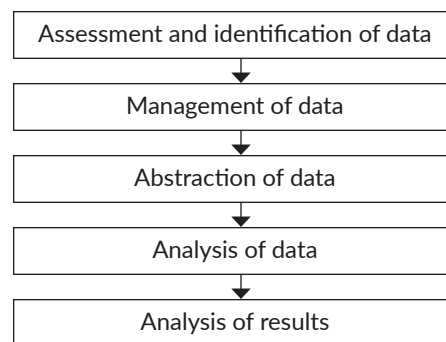 Assessment and identification of data
Management of data
Abstraction of data
Analysis of data
Analysis of results